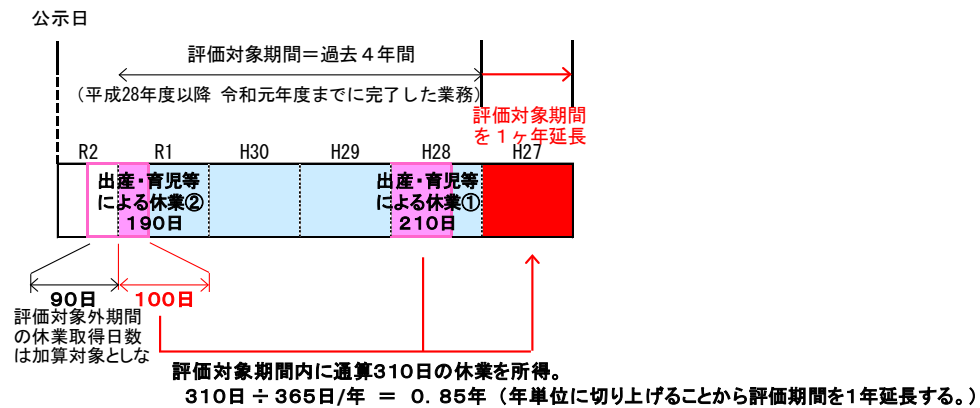 公示日
評価対象期間＝過去４年間
（平成28年度以降 令和元年度までに完了した業務）
評価対象期間
を１ヶ年延長
R2 R1 H30 H29 H28 H27
出産・育児等
による休業②
190日
出産・育児等
による休業①
210日
90日
100日
評価対象外期間
の休業取得日数
は加算対象としな
評価対象期間内に通算310日の休業を所得。
310日÷365日/年 ＝ 0．85年（年単位に切り上げることから評価期間を1年延長する。）